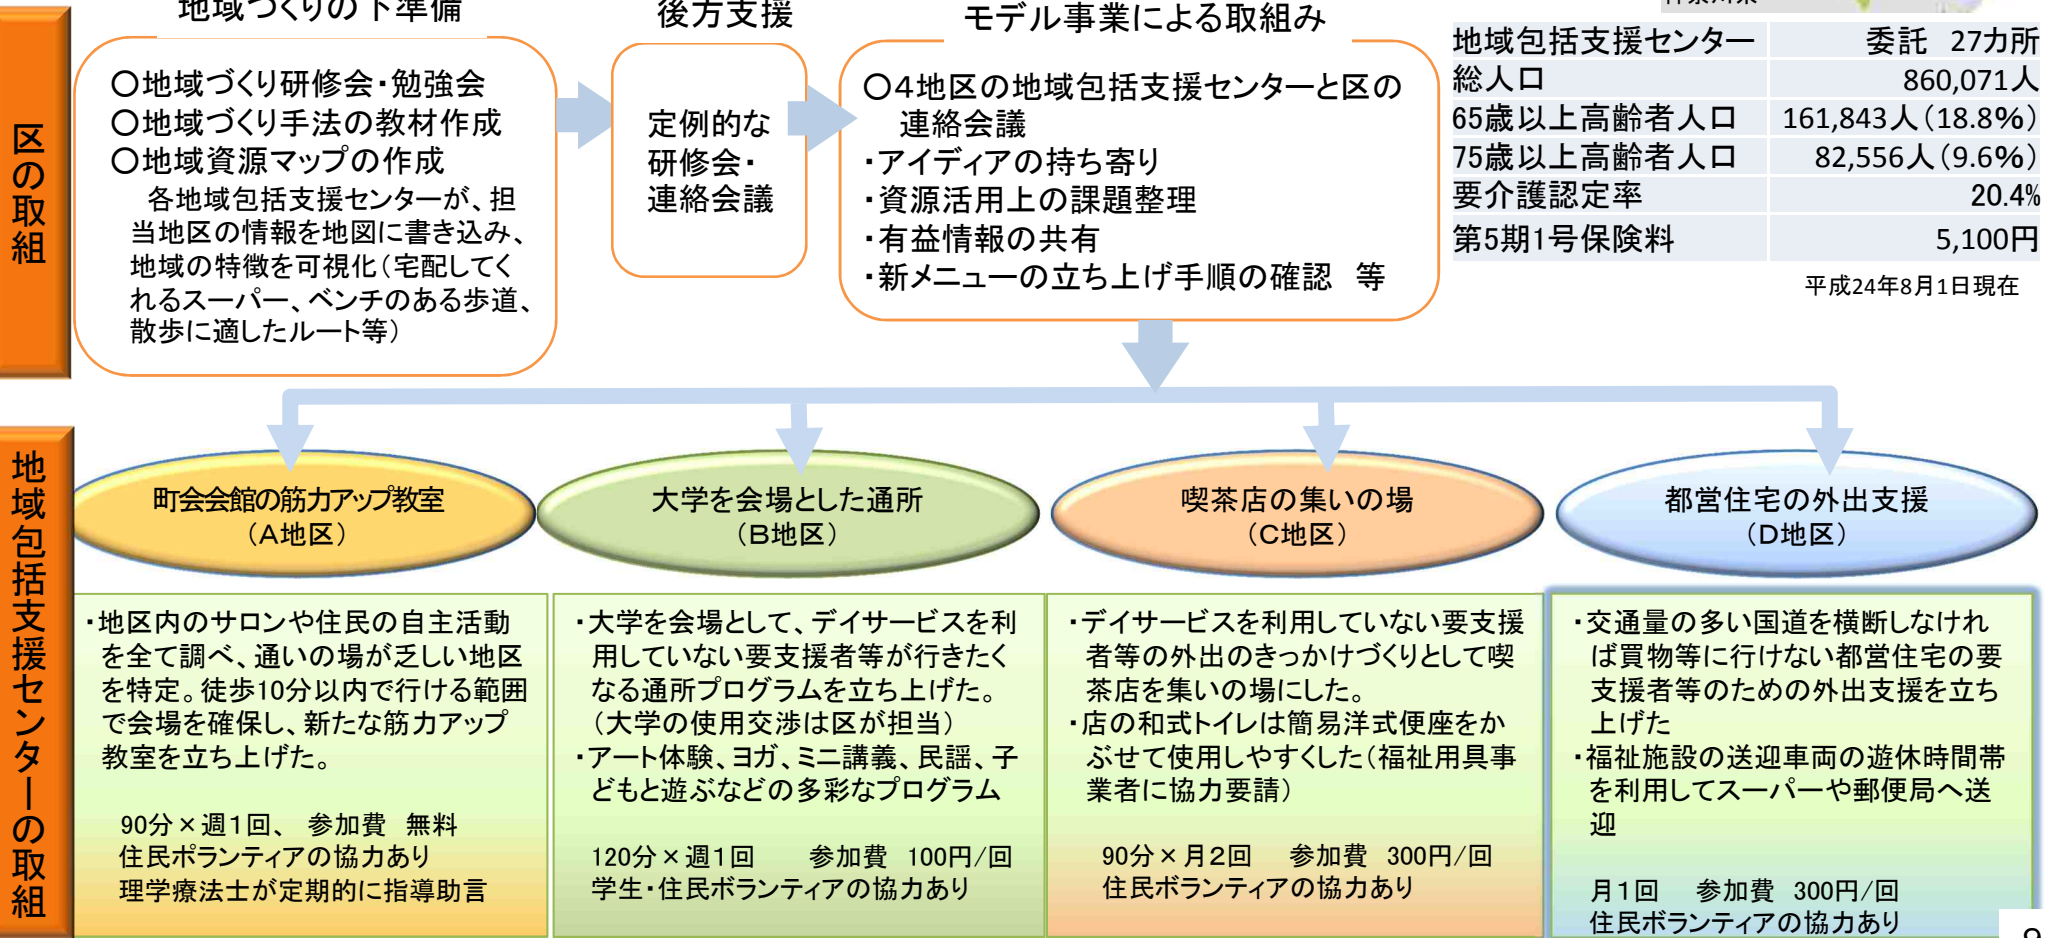 地域づくりの下準備
後方支援
モデル事業による取組み
区の取組
〇地域づくり研修会・勉強会
〇地域づくり手法の教材作成
〇地域資源マップの作成
各地域包括支援センターが、担
当地区の情報を地図に書き込み、
地域の特徴を可視化（宅配してく
れるスーパー、ベンチのある歩道、
散歩に適したルート等）
定例的な
研修会・
連絡会議
〇４地区の地域包括支援センターと区の
連絡会議
・アイディアの持ち寄り
・資源活用上の課題整理
・有益情報の共有
・新メニューの立ち上げ手順の確認　等
地域包括支援センター 委託　27カ所
総人口 860,071人
65歳以上高齢者人口 161,843人（18.8％）
75歳以上高齢者人口 82,556人（9.6％）
要介護認定率 20.4%
第5期1号保険料 5,100円
平成24年8月1日現在
地域包括支援センターの取組
町会会館の筋力アップ教室
（Ａ地区）
・地区内のサロンや住民の自主活動
を全て調べ、通いの場が乏しい地区
を特定。徒歩10分以内で行ける範囲
で会場を確保し、新たな筋力アップ
教室を立ち上げた。
90分×週１回、　参加費　無料
住民ボランティアの協力あり
理学療法士が定期的に指導助言
大学を会場とした通所
（Ｂ地区）
・大学を会場として、デイサービスを利
用していない要支援者等が行きたく
なる通所プログラムを立ち上げた。
（大学の使用交渉は区が担当）
・アート体験、ヨガ、ミニ講義、民謡、子
どもと遊ぶなどの多彩なプログラム
120分×週１回　　参加費　100円/回
学生・住民ボランティアの協力あり
喫茶店の集いの場
（Ｃ地区）
・デイサービスを利用していない要支援
者等の外出のきっかけづくりとして喫
茶店を集いの場にした。
・店の和式トイレは簡易洋式便座をか
ぶせて使用しやすくした（福祉用具事
業者に協力要請）
90分×月２回　　参加費　300円/回
住民ボランティアの協力あり
都営住宅の外出支援
（Ｄ地区）
・交通量の多い国道を横断しなけれ
ば買物等に行けない都営住宅の要
支援者等のための外出支援を立ち
上げた
・福祉施設の送迎車両の遊休時間帯
を利用してスーパーや郵便局へ送
迎
月１回　　参加費　300円/回
住民ボランティアの協力あり